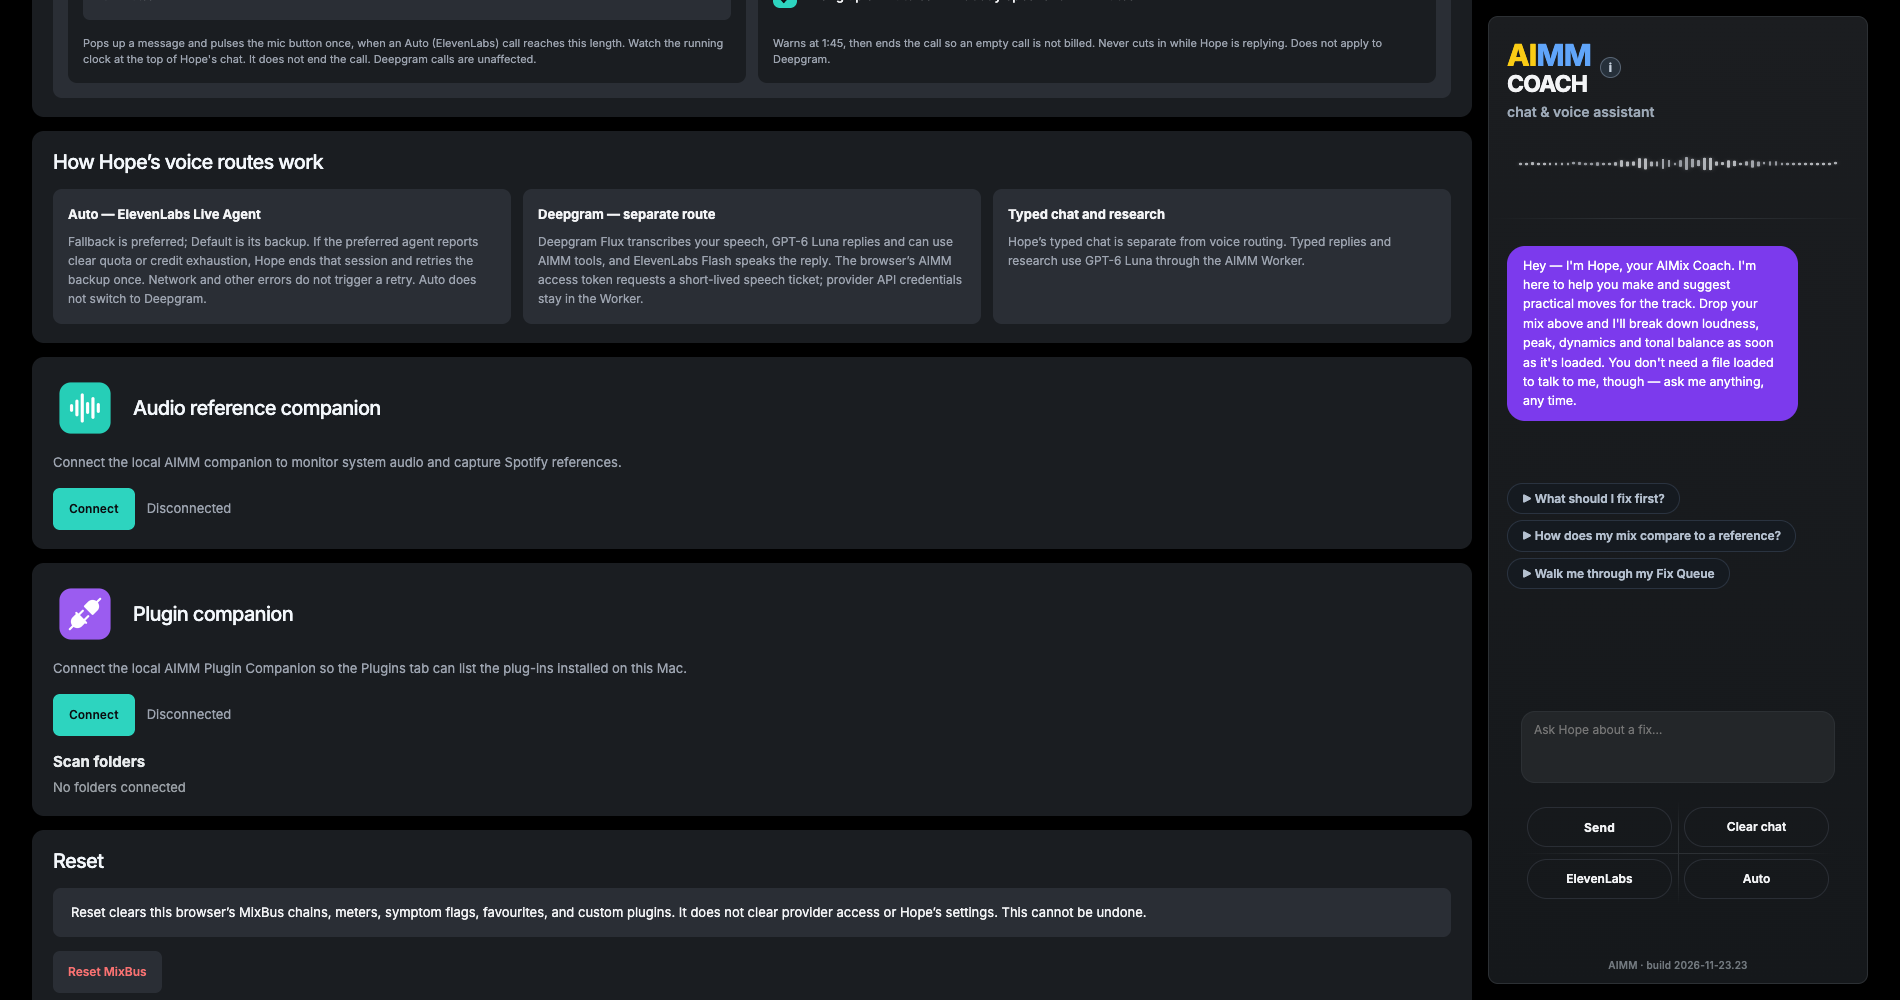 Pops up a message and pulses the mic button once, when an Auto (ElevenLabs) call reaches this length. Watch the running
clock at the top of Hope's chat. It does not end the call. Deepgram calls are unaffected.
Warns at 1:45, then ends the call so an empty call is not billed. Never cuts in while Hope is replying. Does not apply to
Deepgram.
How Hope’s voice routes work
Auto — ElevenLabs Live Agent
Fallback is preferred; Default is its backup. If the preferred agent reports
clear quota or credit exhaustion, Hope ends that session and retries the
backup once. Network and other errors do not trigger a retry. Auto does
not switch to Deepgram.
Deepgram — separate route
Deepgram Flux transcribes your speech, GPT-6 Luna replies and can use
AIMM tools, and ElevenLabs Flash speaks the reply. The browser’s AIMM
access token requests a short-lived speech ticket; provider API credentials
stay in the Worker.
Typed chat and research
Hope’s typed chat is separate from voice routing. Typed replies and
research use GPT-6 Luna through the AIMM Worker.
Audio reference companion
Connect the local AIMM companion to monitor system audio and capture Spotify references.
Connect
Disconnected
Plugin companion
Connect the local AIMM Plugin Companion so the Plugins tab can list the plug-ins installed on this Mac.
Connect
Disconnected
Scan folders
No folders connected
Reset
Reset clears this browser’s MixBus chains, meters, symptom flags, favourites, and custom plugins. It does not clear provider access or Hope’s settings. This cannot be undone.
Reset MixBus
AIMM
COACH
i
chat & voice assistant
Hey — I'm Hope, your AIMix Coach. I'm
here to help you make and suggest
practical moves for the track. Drop your
mix above and I'll break down loudness,
peak, dynamics and tonal balance as soon
as it's loaded. You don't need a file loaded
to talk to me, though — ask me anything,
any time.
▶ What should I fix first?
▶ How does my mix compare to a reference?
▶ Walk me through my Fix Queue
Ask Hope about a fix...
Send
Clear chat
ElevenLabs
Auto
AIMM · build 2026-11-23.23